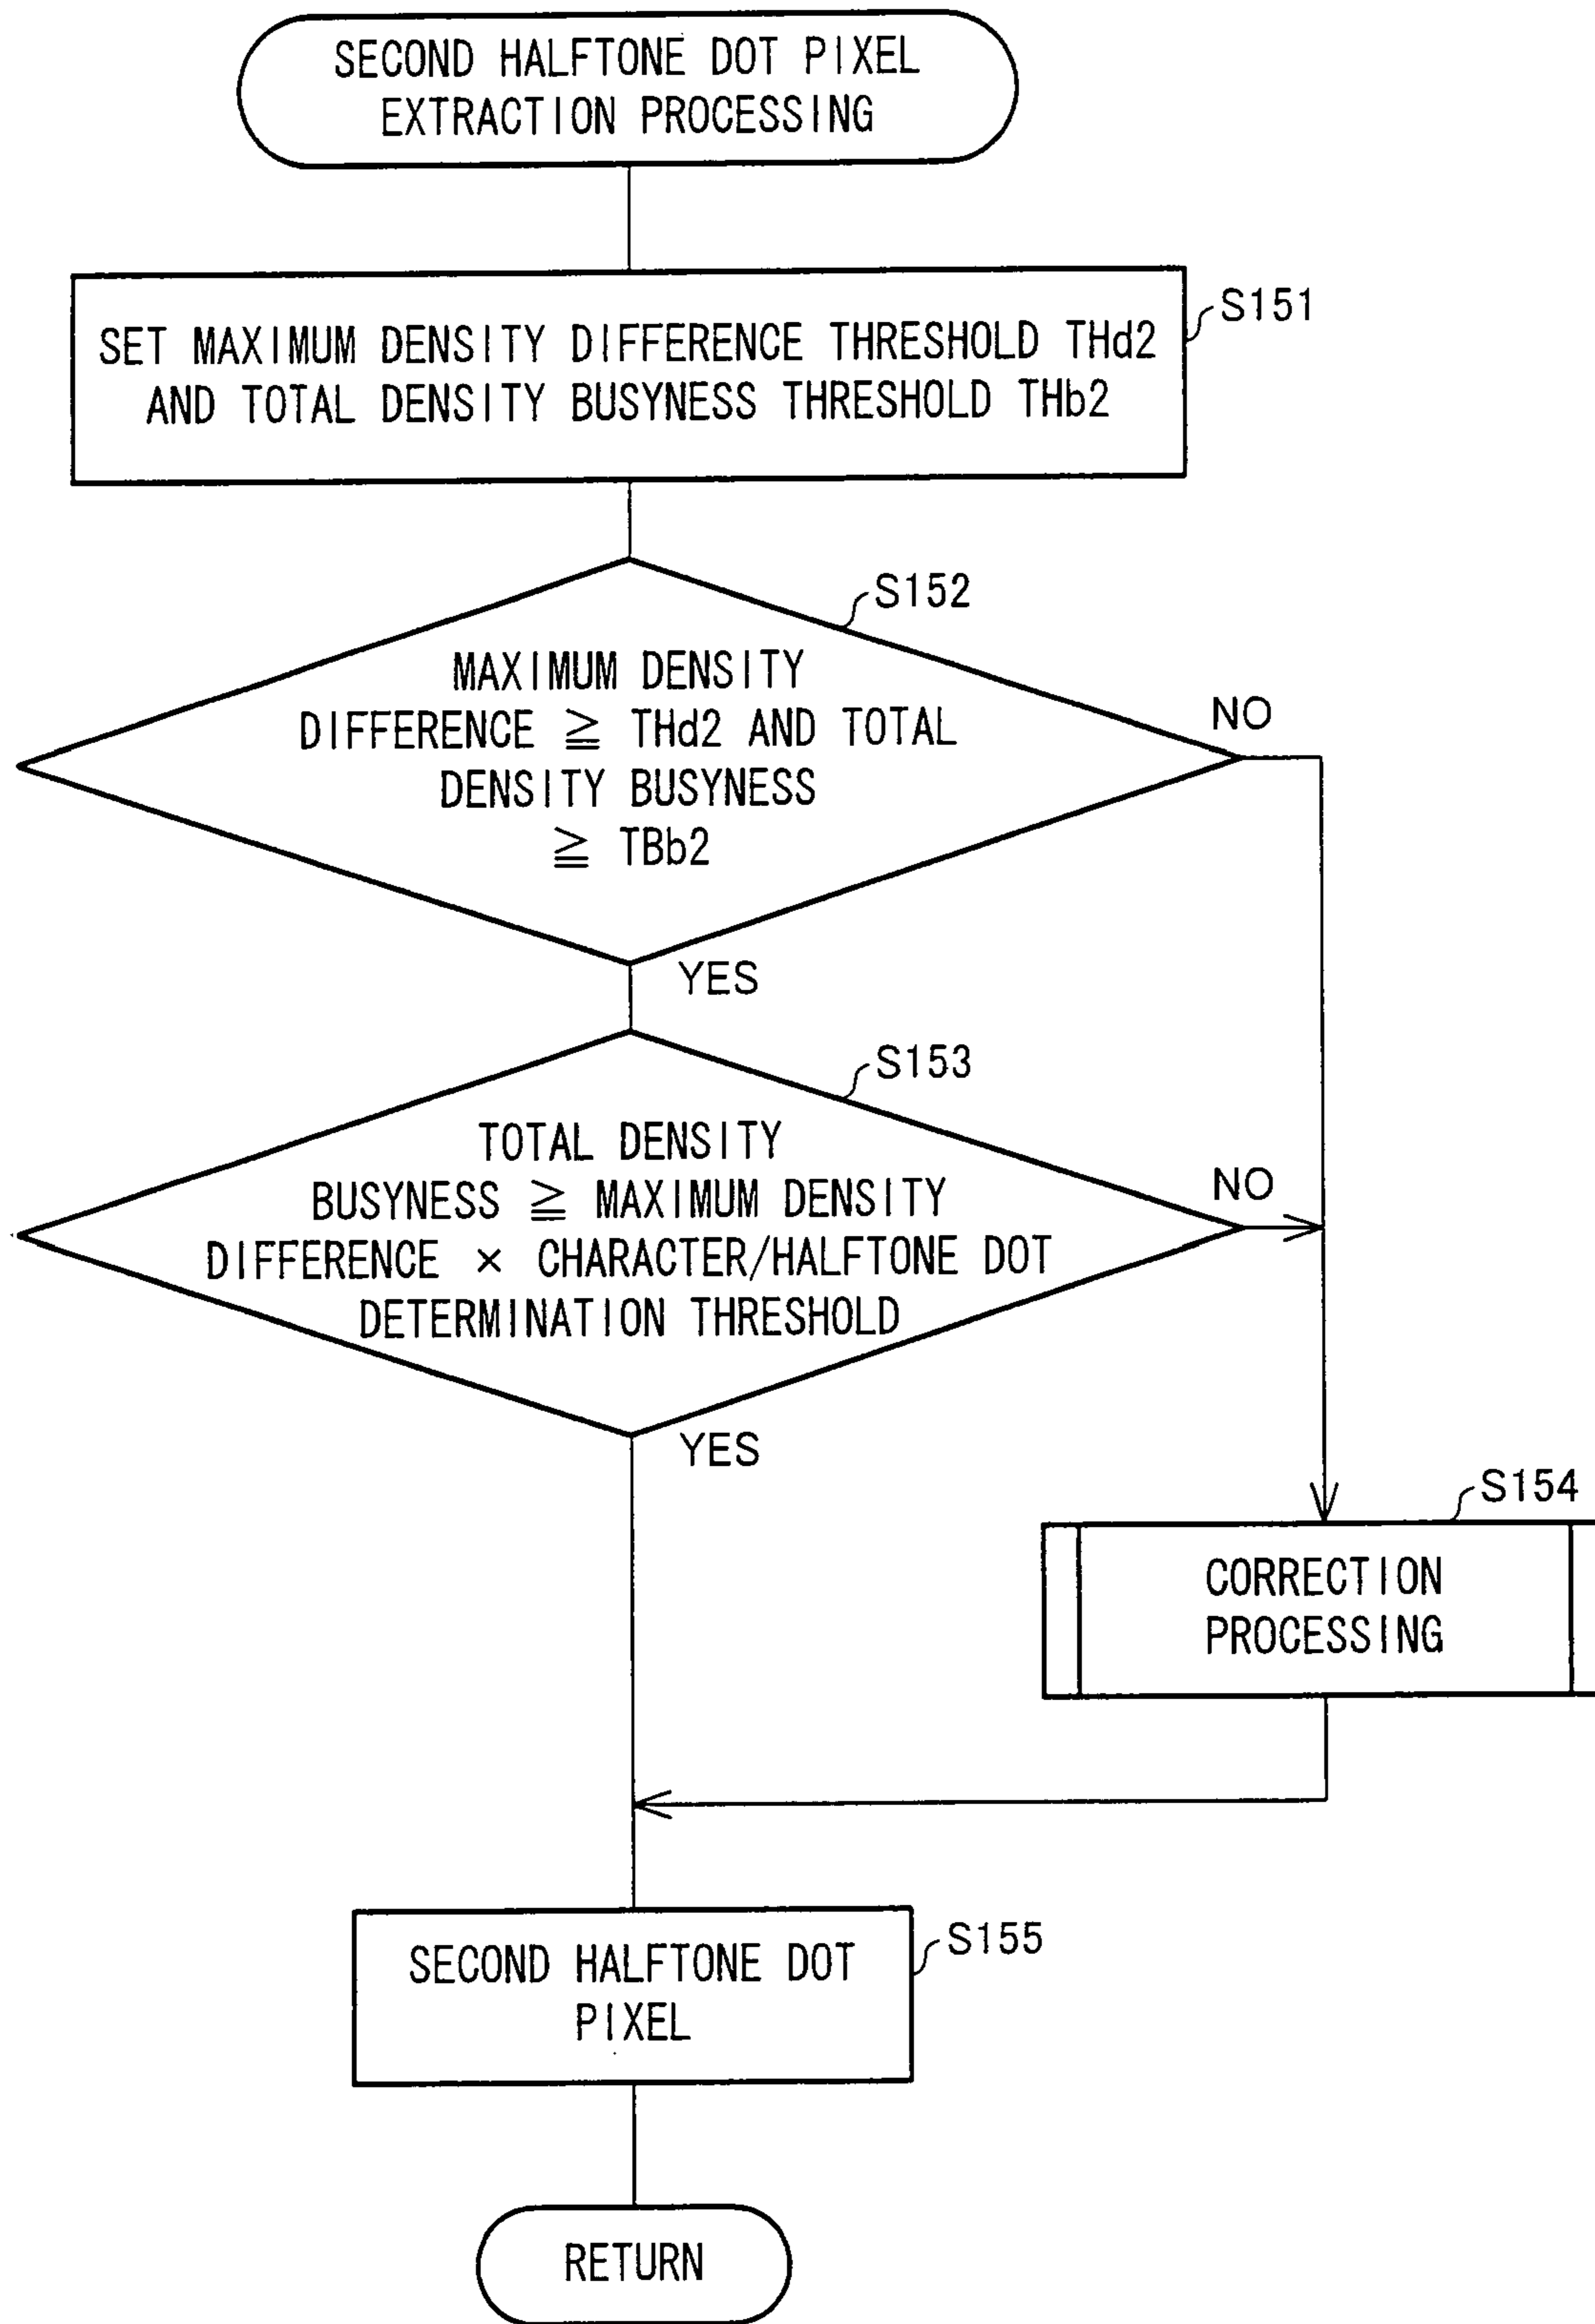 SECOND HALFTONE DOT PIXEL
EXTRACTION PROCESSING
S151
SET MAXIMUM DENSITY DIFFERENCE THRESHOLD THd2
AND TOTAL DENSITY BUSYNESS THRESHOLD THb2
S152
MAXIMUM DENSITY
DIFFERENCE ≧ THd2 AND TOTAL
DENSITY BUSYNESS
≧ TBb2
NO
YES
S153
TOTAL DENSITY
BUSYNESS ≧ MAXIMUM DENSITY
DIFFERENCE × CHARACTER/HALFTONE DOT
DETERMINATION THRESHOLD
NO
YES
S154
CORRECTION
PROCESSING
S155
SECOND HALFTONE DOT
PIXEL
RETURN